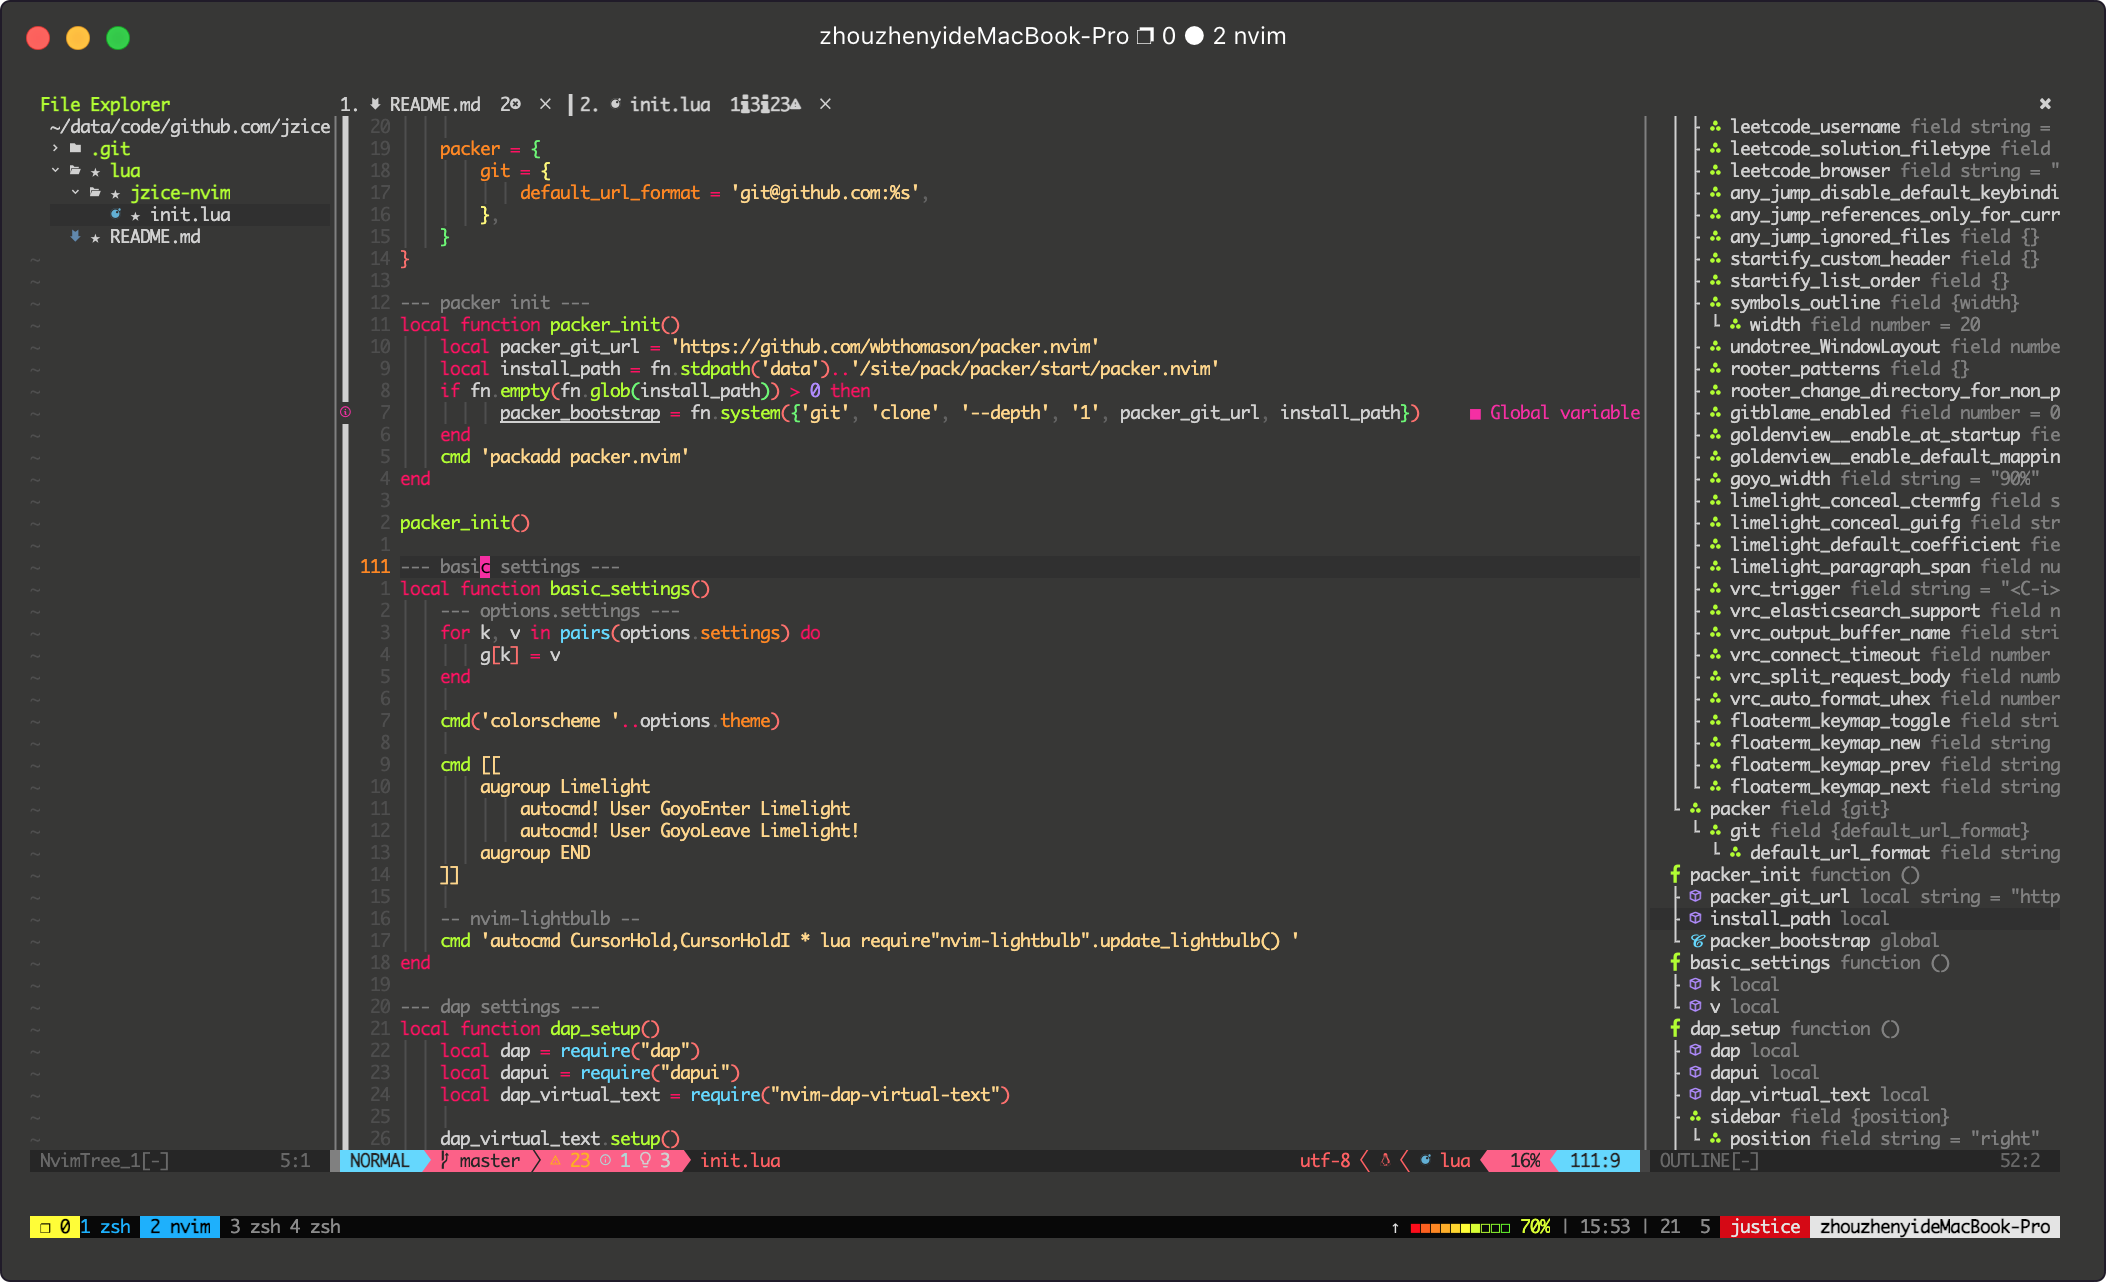 zhouzhenyideMacBook-Pro ❐ 0 ● 2 nvim
File Explorer
~/data/code/github.com/jzice
.git
lua
jzice-nvim
init.lua
README.md
1. README.md 2 × 2. init.lua 1 3 23 ×
20
19 packer = {
18 git = {
17 default_url_format = 'git@github.com:%s',
16 },
15 }
14 }
13
12 --- packer init ---
11 local function packer_init()
10 local packer_git_url = 'https://github.com/wbthomason/packer.nvim'
9 local install_path = fn.stdpath('data')..'/site/pack/packer/start/packer.nvim'
8 if fn.empty(fn.glob(install_path)) > 0 then
7 packer_bootstrap = fn.system({'git', 'clone', '--depth', '1', packer_git_url, install_path}) ■ Global variable
6 end
5 cmd 'packadd packer.nvim'
4 end
3
2 packer_init()
1
111 --- basic settings ---
1 local function basic_settings()
2 --- options.settings ---
3 for k, v in pairs(options.settings) do
4 g[k] = v
5 end
6
7 cmd('colorscheme '..options.theme)
8
9 cmd [[
10 augroup Limelight
11 autocmd! User GoyoEnter Limelight
12 autocmd! User GoyoLeave Limelight!
13 augroup END
14 ]]
15
16 -- nvim-lightbulb --
17 cmd 'autocmd CursorHold,CursorHoldI * lua require"nvim-lightbulb".update_lightbulb() '
18 end
19
20 --- dap settings ---
21 local function dap_setup()
22 local dap = require("dap")
23 local dapui = require("dapui")
24 local dap_virtual_text = require("nvim-dap-virtual-text")
25
26 dap_virtual_text.setup()
leetcode_username field string =
leetcode_solution_filetype field
leetcode_browser field string = "
any_jump_disable_default_keybindi
any_jump_references_only_for_curr
any_jump_ignored_files field {}
startify_custom_header field {}
startify_list_order field {}
symbols_outline field {width}
width field number = 20
undotree_WindowLayout field numbe
rooter_patterns field {}
rooter_change_directory_for_non_p
gitblame_enabled field number = 0
goldenview__enable_at_startup fie
goldenview__enable_default_mappin
goyo_width field string = "90%"
limelight_conceal_ctermfg field s
limelight_conceal_guifg field str
limelight_default_coefficient fie
limelight_paragraph_span field nu
vrc_trigger field string = "<C-i>
vrc_elasticsearch_support field n
vrc_output_buffer_name field stri
vrc_connect_timeout field number
vrc_split_request_body field numb
vrc_auto_format_uhex field number
floaterm_keymap_toggle field stri
floaterm_keymap_new field string
floaterm_keymap_prev field string
floaterm_keymap_next field string
packer field {git}
git field {default_url_format}
default_url_format field string
packer_init function ()
packer_git_url local string = "http
install_path local
packer_bootstrap global
basic_settings function ()
k local
v local
dap_setup function ()
dap local
dapui local
dap_virtual_text local
sidebar field {position}
position field string = "right"
NvimTree_1[-] 5:1 NORMAL master 23 1 3 init.lua utf-8 lua 16% 111:9 OUTLINE[-] 52:2
❐ 0 1 zsh 2 nvim 3 zsh 4 zsh ↑ 70% | 15:53 | 21 5 justice zhouzhenyideMacBook-Pro